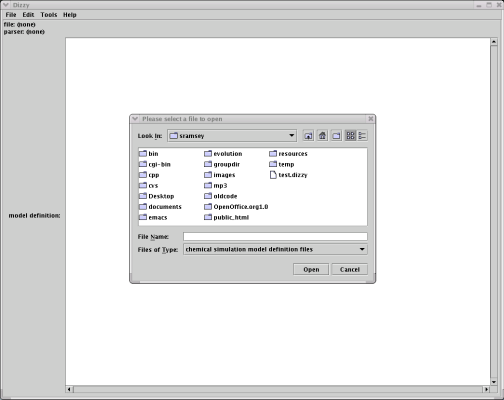 Dizzy
File Edit Tools Help
file: (none)
parser: (none)
model definition:
Please select a file to open
Look In: sramsey
bin evolution resources
cgi-bin groupdir temp
cpp images test.dizzy
cvs mp3
Desktop oldcode
documents OpenOffice.org1.0
emacs public_html
File Name:
Files of Type: chemical simulation model definition files
Open Cancel